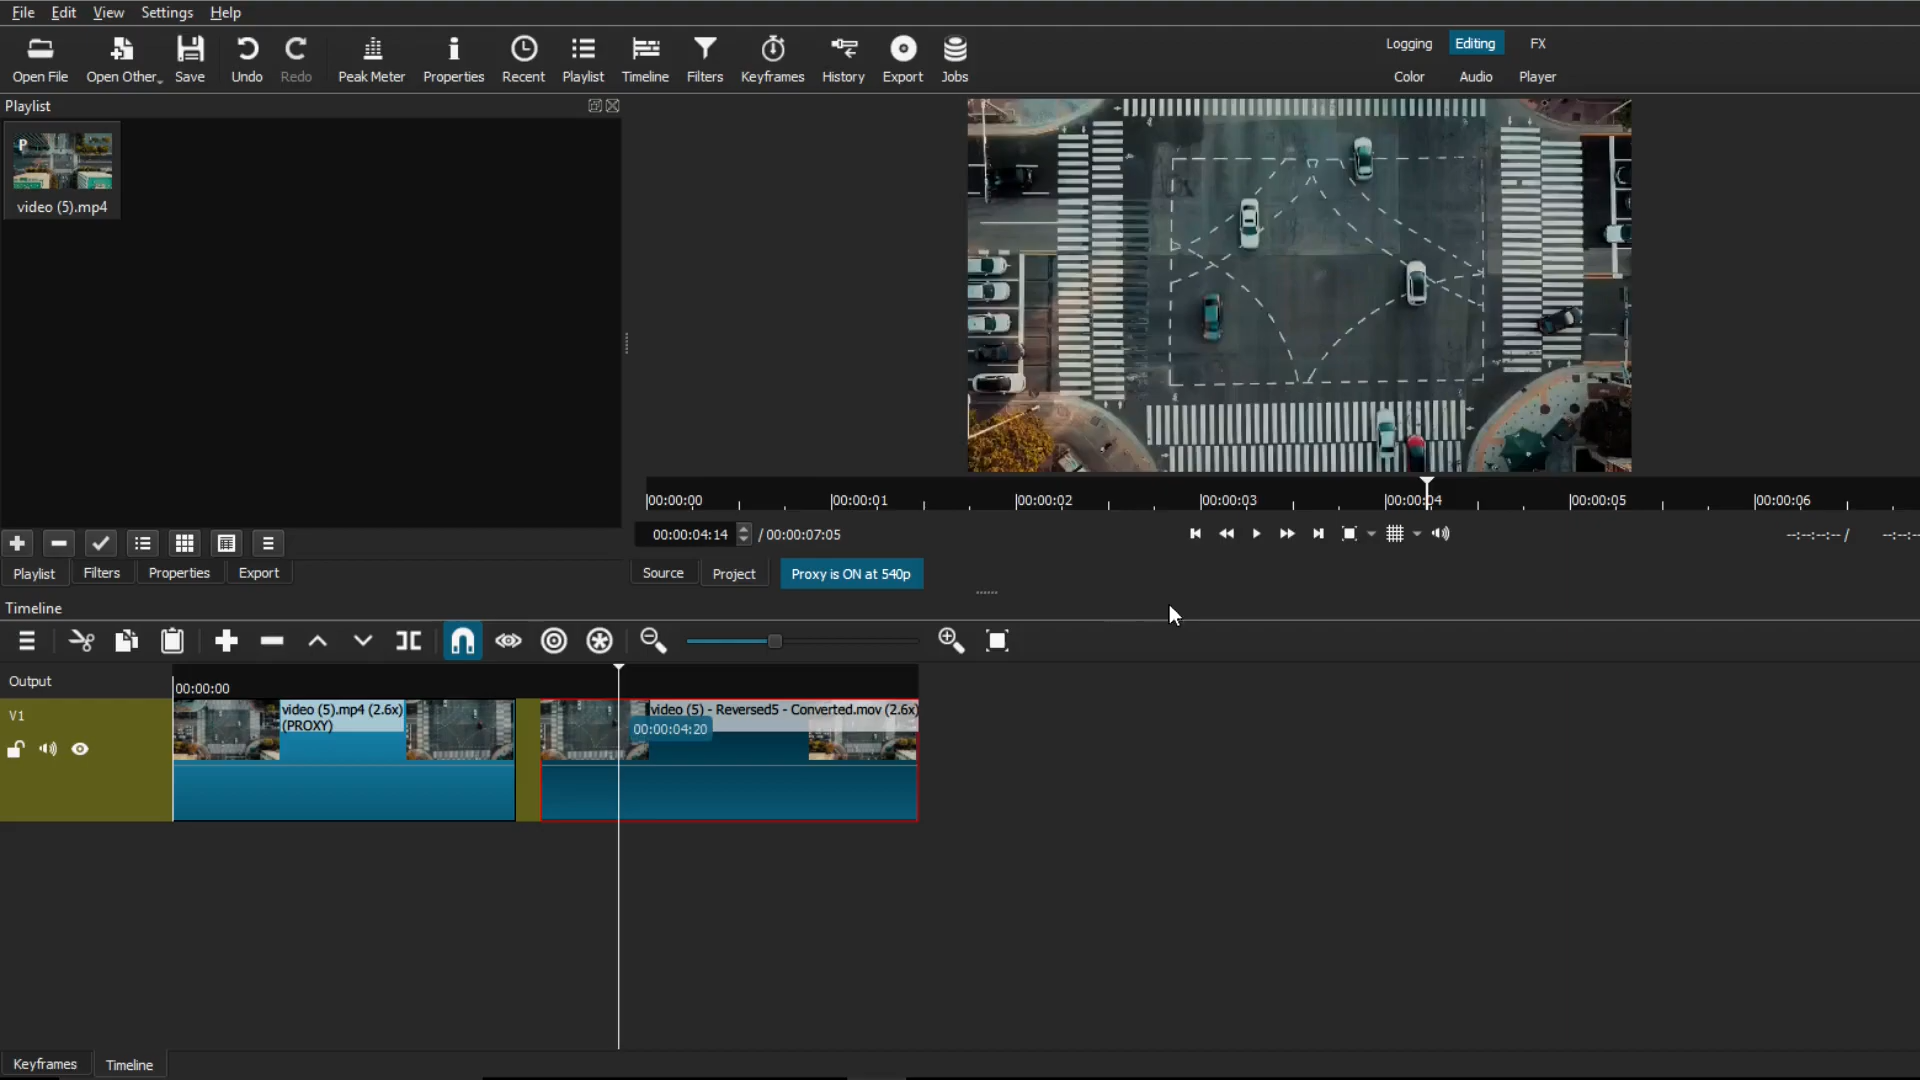 File Edit View Settings Help
Open File Open Other Save Undo Redo Peak Meter Properties Recent Playlist Timeline Filters Keyframes History Export Jobs
Logging Editing FX
Color Audio Player
Playlist
P
video (5).mp4
00:00:00 00:00:01 00:00:02 00:00:03 00:00:04 00:00:05 00:00:06
00:00:04:14 / 00:00:07:05 --:--:--:-- / --:--:--
Playlist Filters Properties Export
Source Project Proxy is ON at 540p
Timeline
Output
00:00:00
V1
video (5).mp4 (2.6x)
(PROXY)
video (5) - Reversed5 - Converted.mov (2.6x)
00:00:04:20
Keyframes Timeline